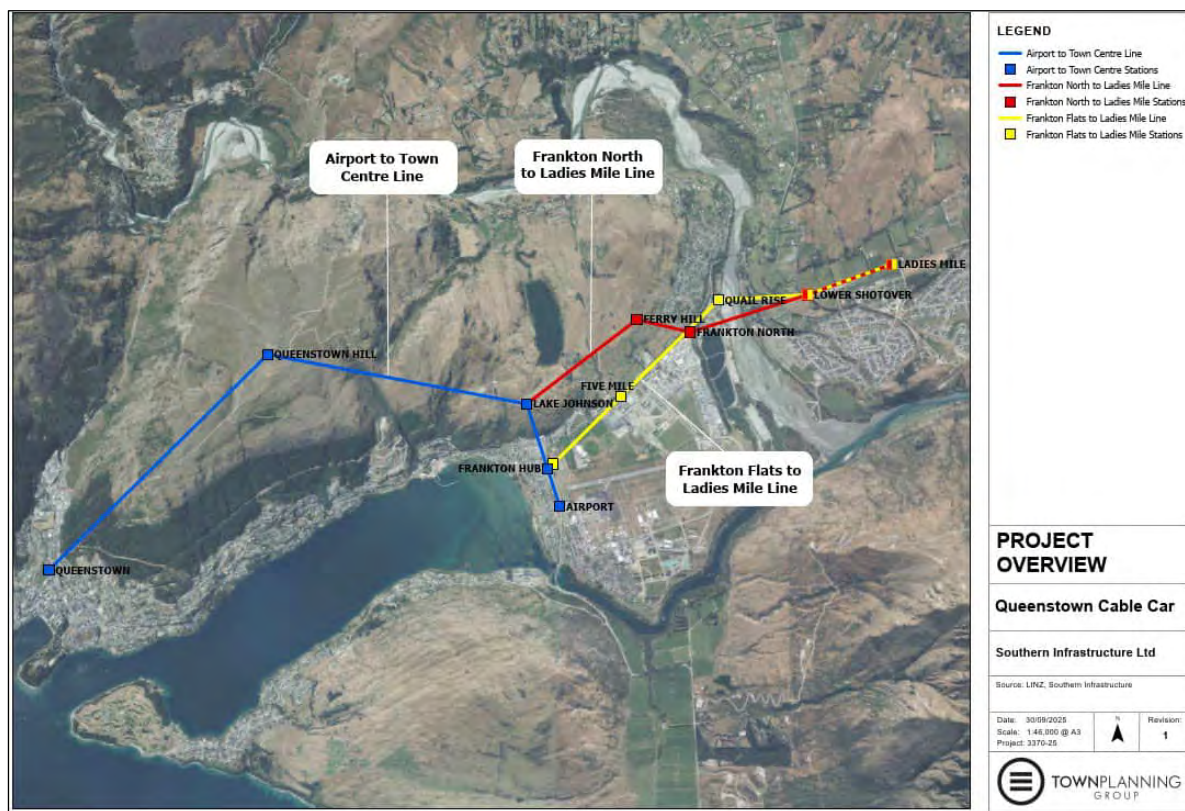 Airport to Town
Centre Line
Frankton North
to Ladies Mile Line
LADIES MILE
QUAIL RISE
LOWER SHOTOVER
FERRY HILL
FRANKTON NORTH
QUEENSTOWN HILL
FIVE MILE
LAKE JOHNSON
FRANKTON HUB
Frankton Flats to
Ladies Mile Line
AIRPORT
QUEENSTOWN
LEGEND
Airport to Town Centre Line
Airport to Town Centre Stations
Frankton North to Ladies Mile Line
Frankton North to Ladies Mile Stations
Frankton Flats to Ladies Mile Line
Frankton Flats to Ladies Mile Stations
PROJECT
OVERVIEW
Queenstown Cable Car
Southern Infrastructure Ltd
Source: LINZ, Southern Infrastructure
Date: 30/09/2025
Scale: 1:46,000 @ A3
Project: 3370-25
N
Revision:
1
TOWNPLANNING
GROUP